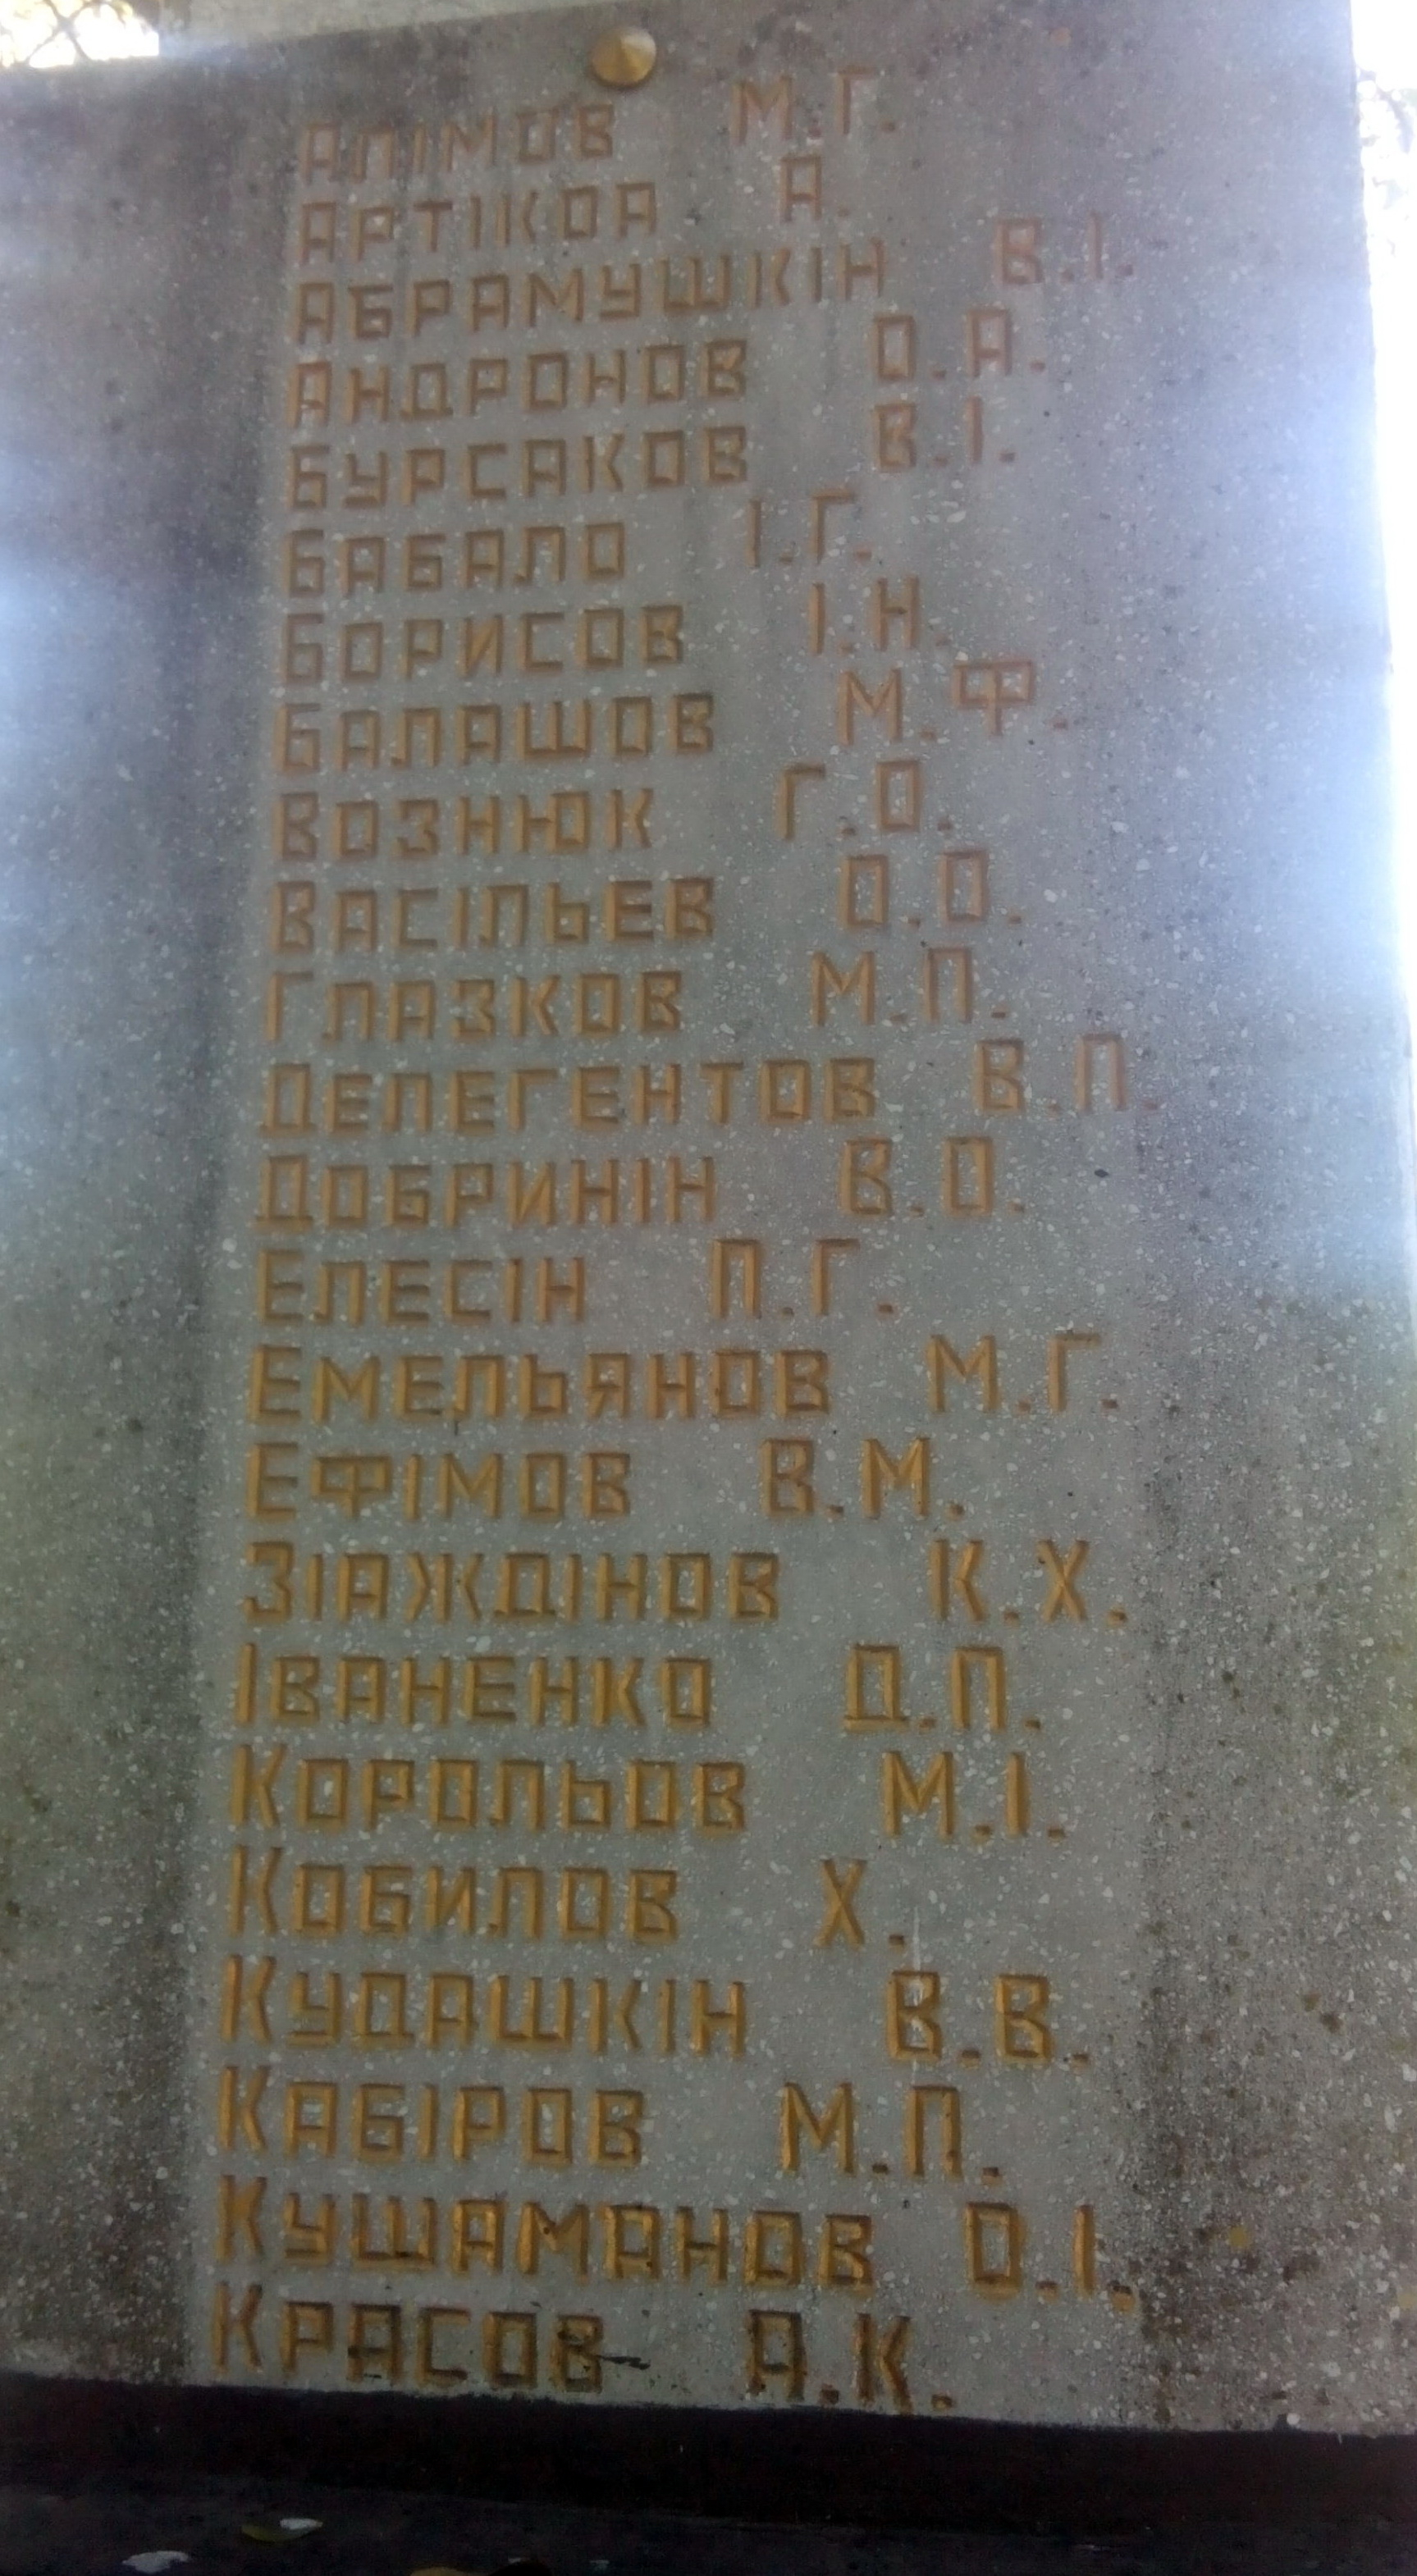 АЛІМОВ М.Г.
АРТІКОА А.
АБРАМУШКІН В.І.
АНДРОНОВ О.А.
БУРСАКОВ В.І.
БАБАЛО І.Г.
БОРИСОВ І.Н.
БАЛАШОВ М.Ф.
ВОЗНЮК Г.О.
ВАСІЛЬЕВ О.О.
ГЛАЗКОВ М.П.
ДЕЛЕГЕНТОВ В.П.
ДОБРИНІН В.О.
ЕЛЕСІН П.Г.
ЕМЕЛЬЯНОВ М.Г.
ЕФІМОВ В.М.
ЗІАЖДІНОВ К.Х.
ІВАНЕНКО Д.П.
КОРОЛЬОВ М.І.
КОБИЛОВ Х.
КУДАШКІН В.В.
КАБІРОВ М.П.
КУШАМАНОВ О.І.
КРАСОВ А.К.